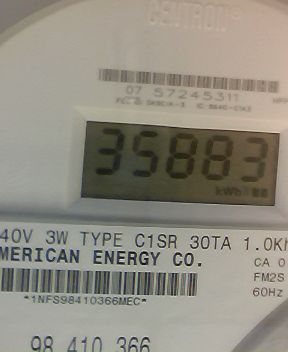 CENTRON®
07 57245311
35883
kWh
40V 3W TYPE C1SR 30TA 1.0Kh
MERICAN ENERGY CO.
CA 0
FM2S
60Hz
*1NFS98410366MEC*
98 410 366